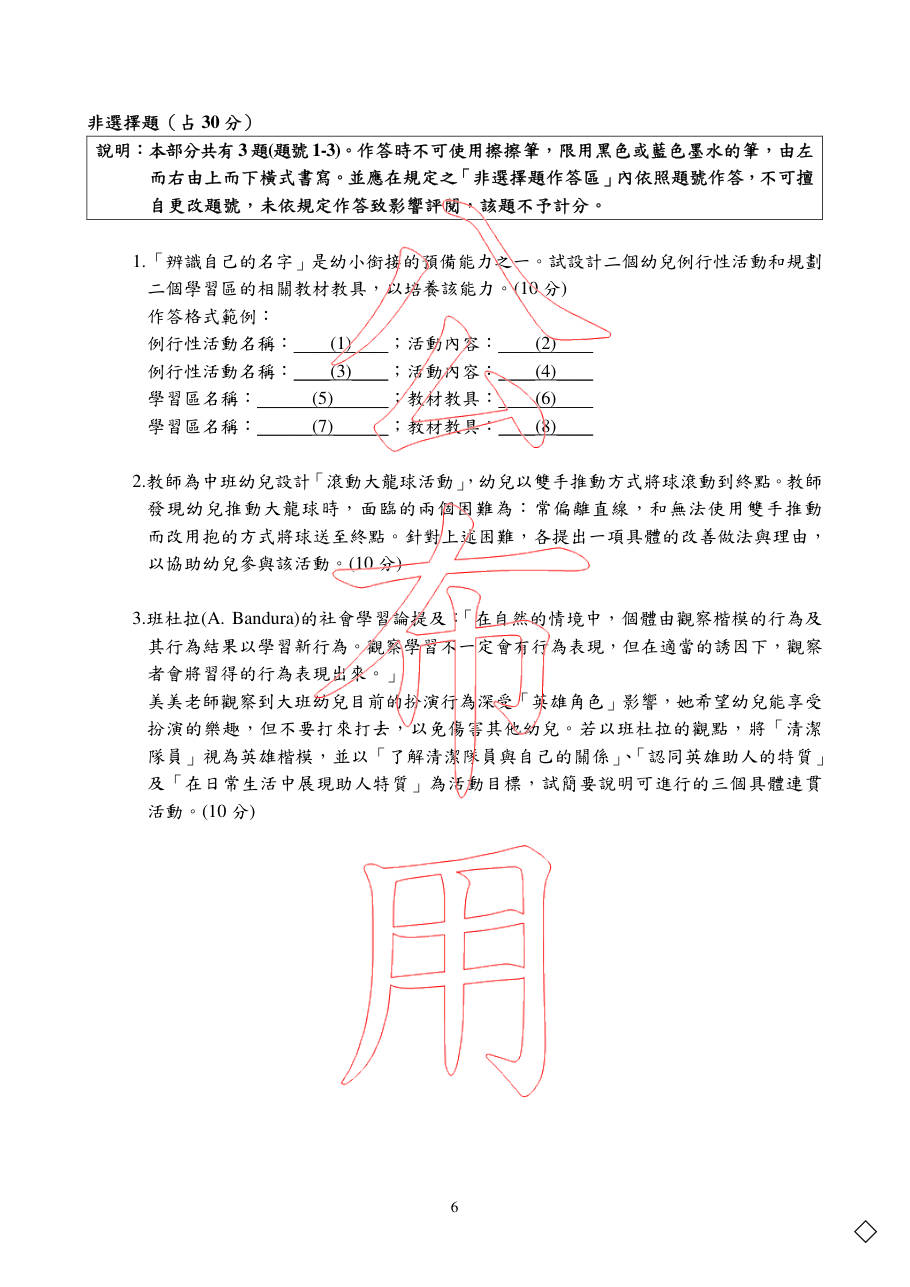 非選擇題（占 30 分）
說明：本部分共有 3 題(題號 1-3)。作答時不可使用擦擦筆，限用黑色或藍色墨水的筆，由左
而右由上而下橫式書寫。並應在規定之「非選擇題作答區」內依照題號作答，不可擅
自更改題號，未依規定作答致影響評閱，該題不予計分。
1.「辨識自己的名字」是幼小銜接的預備能力之一。試設計二個幼兒例行性活動和規劃
二個學習區的相關教材教具，以培養該能力。(10 分)
作答格式範例：
例行性活動名稱：(1)；活動內容：(2)
例行性活動名稱：(3)；活動內容：(4)
學習區名稱：(5)；教材教具：(6)
學習區名稱：(7)；教材教具：(8)
2.教師為中班幼兒設計「滾動大龍球活動」，幼兒以雙手推動方式將球滾動到終點。教師
發現幼兒推動大龍球時，面臨的兩個困難為：常偏離直線，和無法使用雙手推動
而改用抱的方式將球送至終點。針對上述困難，各提出一項具體的改善做法與理由，
以協助幼兒參與該活動。(10 分)
3.班杜拉(A. Bandura)的社會學習論提及：「在自然的情境中，個體由觀察楷模的行為及
其行為結果以學習新行為。觀察學習不一定會有行為表現，但在適當的誘因下，觀察
者會將習得的行為表現出來。」
美美老師觀察到大班幼兒目前的扮演行為深受「英雄角色」影響，她希望幼兒能享受
扮演的樂趣，但不要打來打去，以免傷害其他幼兒。若以班杜拉的觀點，將「清潔
隊員」視為英雄楷模，並以「了解清潔隊員與自己的關係」、「認同英雄助人的特質」
及「在日常生活中展現助人特質」為活動目標，試簡要說明可進行的三個具體連貫
活動。(10 分)
公
布
用
6